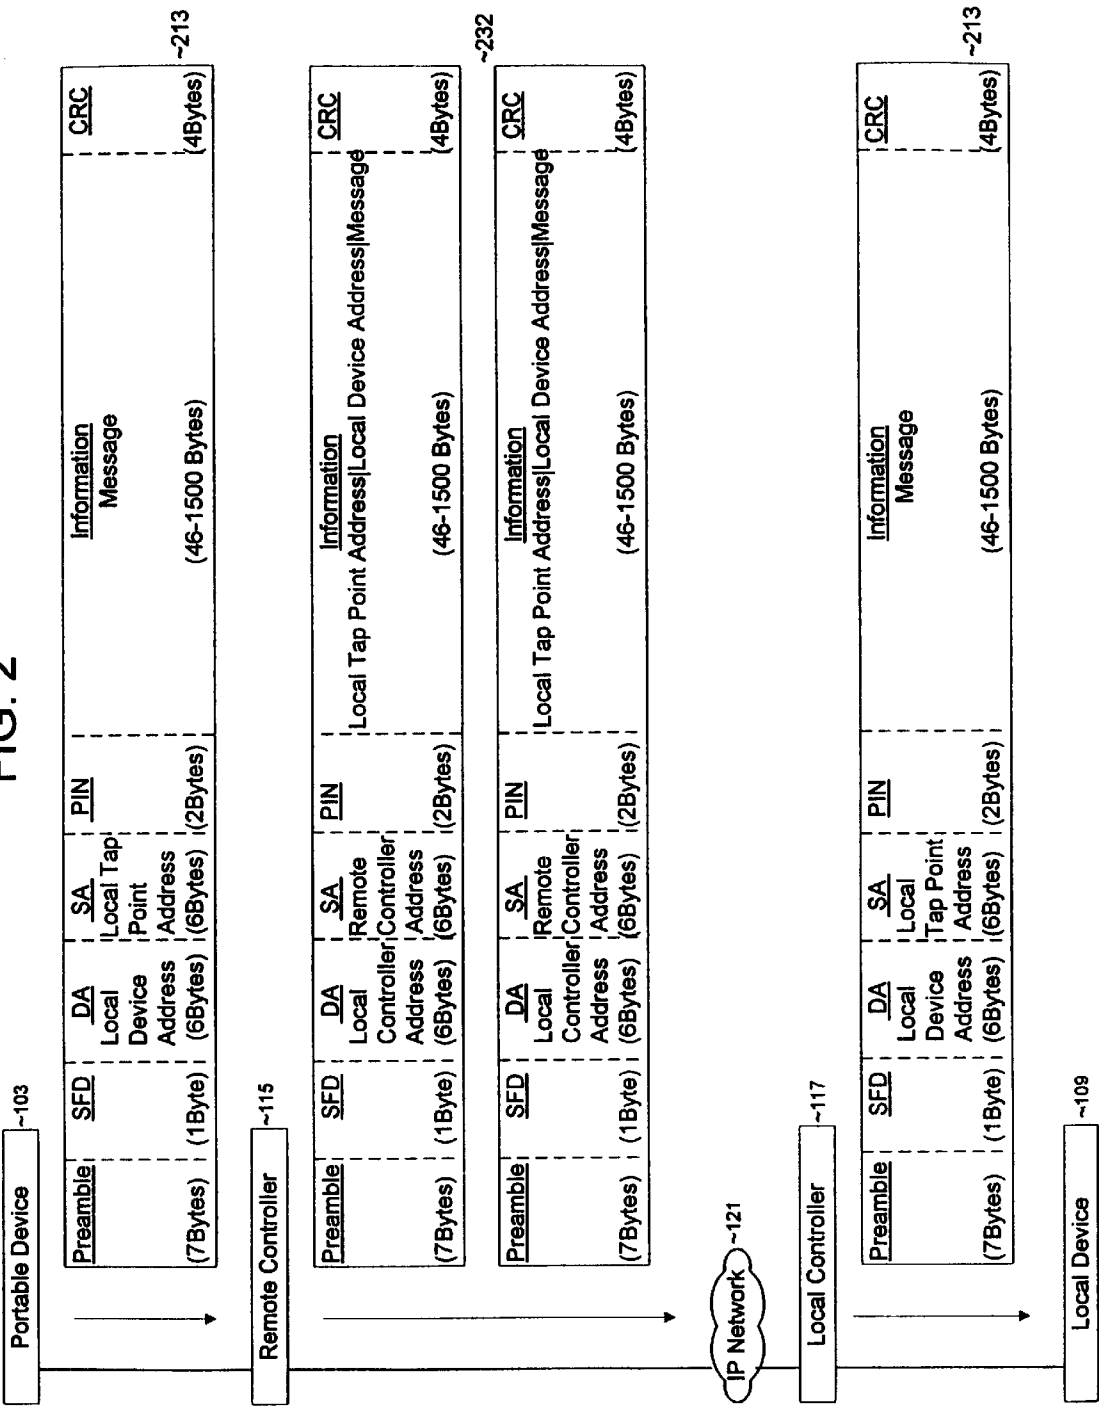 FIG. 2
Portable Device
~103
Preamble
(7Bytes)
SFD
(1Byte)
DA
Local
Device
Address
(6Bytes)
SA
Local Tap
Point
Address
(6Bytes)
PIN
(2Bytes)
Information
Message
(46-1500 Bytes)
CRC
(4Bytes)
~213
Remote Controller
~115
Preamble
(7Bytes)
SFD
(1Byte)
DA
Local
Controller
Address
(6Bytes)
SA
Remote
Controller
Address
(6Bytes)
PIN
(2Bytes)
Information
Local Tap Point Address|Local Device Address|Message
(46-1500 Bytes)
CRC
(4Bytes)
~232
Preamble
(7Bytes)
SFD
(1Byte)
DA
Local
Controller
Address
(6Bytes)
SA
Remote
Controller
Address
(6Bytes)
PIN
(2Bytes)
Information
Local Tap Point Address|Local Device Address|Message
(46-1500 Bytes)
CRC
(4Bytes)
IP Network
~121
Local Controller
~117
Preamble
(7Bytes)
SFD
(1Byte)
DA
Local
Device
Address
(6Bytes)
SA
Local
Tap Point
Address
(6Bytes)
PIN
(2Bytes)
Information
Message
(46-1500 Bytes)
CRC
(4Bytes)
~213
Local Device
~109